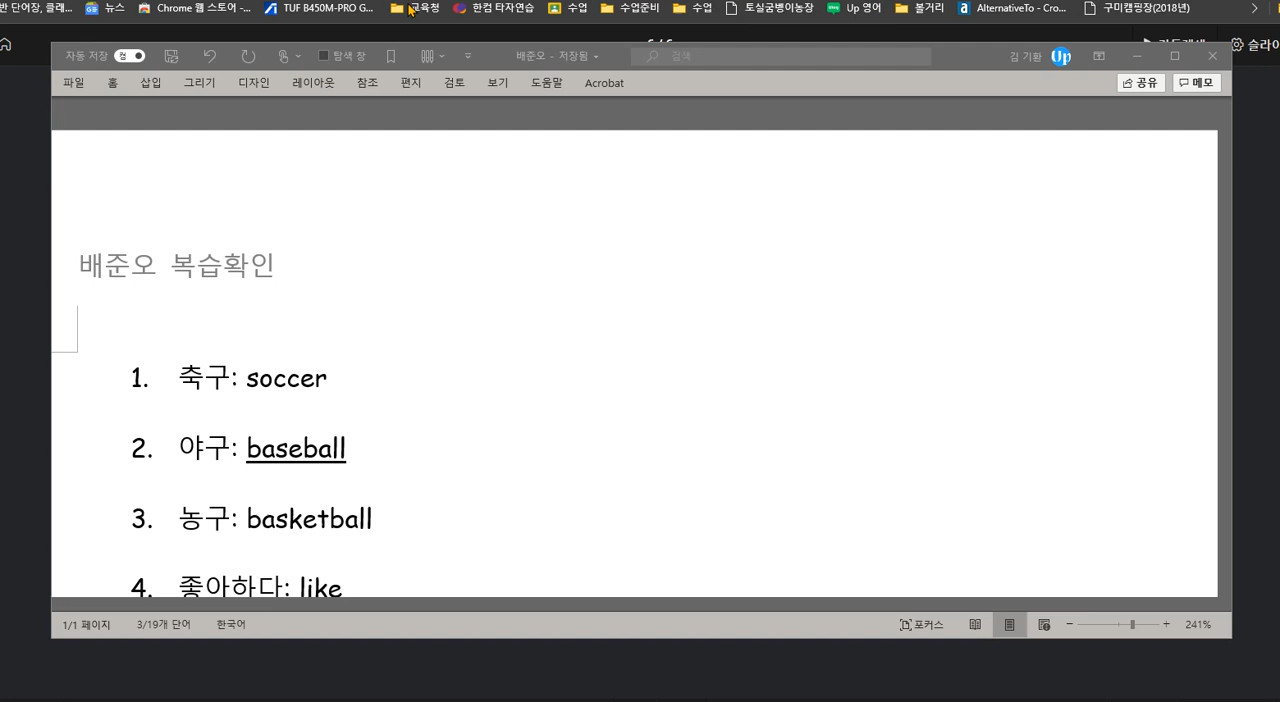 반 단어장, 클래... 뉴스 Chrome 웹 스토어 -... TUF B450M-PRO G... 교육청 한컴 타자연습 수업 수업준비 수업 토실굼벵이농장 Up 영어 볼거리 AlternativeTo - Cro... 구미캠핑장(2018년)
슬라이
자동 저장 컴 탐색 창 배준오 - 저장됨 검색 김 기환 Up
파일 홈 삽입 그리기 디자인 레이아웃 참조 편지 검토 보기 도움말 Acrobat 공유 메모
배준오 복습확인
1. 축구: soccer
2. 야구: baseball
3. 농구: basketball
4. 좋아하다: like
1/1 페이지 3/19개 단어 한국어 포커스 241%